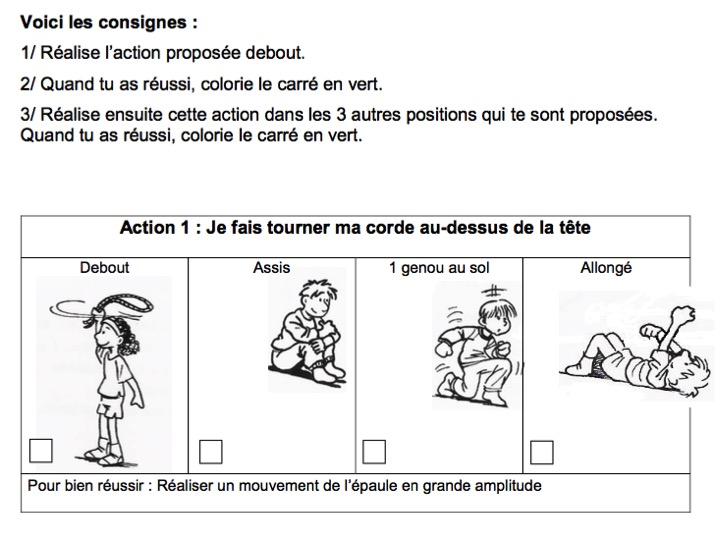 Voici les consignes :
1/ Réalise l'action proposée debout.
2/ Quand tu as réussi, colorie le carré en vert.
3/ Réalise ensuite cette action dans les 3 autres positions qui te sont proposées.
Quand tu as réussi, colorie le carré en vert.
Action 1 : Je fais tourner ma corde au-dessus de la tête
Debout
Assis
1 genou au sol
Allongé
Pour bien réussir : Réaliser un mouvement de l'épaule en grande amplitude